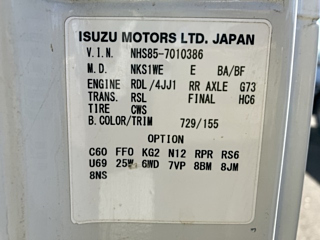 ISUZU MOTORS LTD. JAPAN
V.I.N. NHS85-7010386
M.D. NKS1WE E BA/BF
ENGINE RDL/4JJ1 RR AXLE G73
TRANS. RSL FINAL HC6
TIRE CWS
B.COLOR/TRIM 729/155
OPTION
C60 FF0 KG2 N12 RPR RS6
U69 25W 6WD 7VP 8BM 8JM
8NS